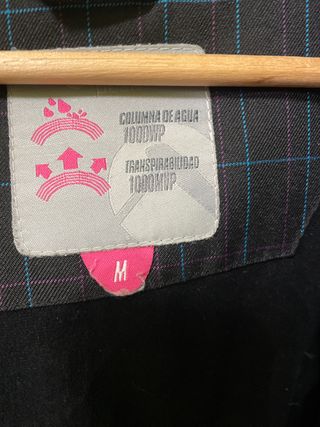 COLUMNA DE AGUA
1000WP
TRANSPIRABILIDAD
1000MVP
M